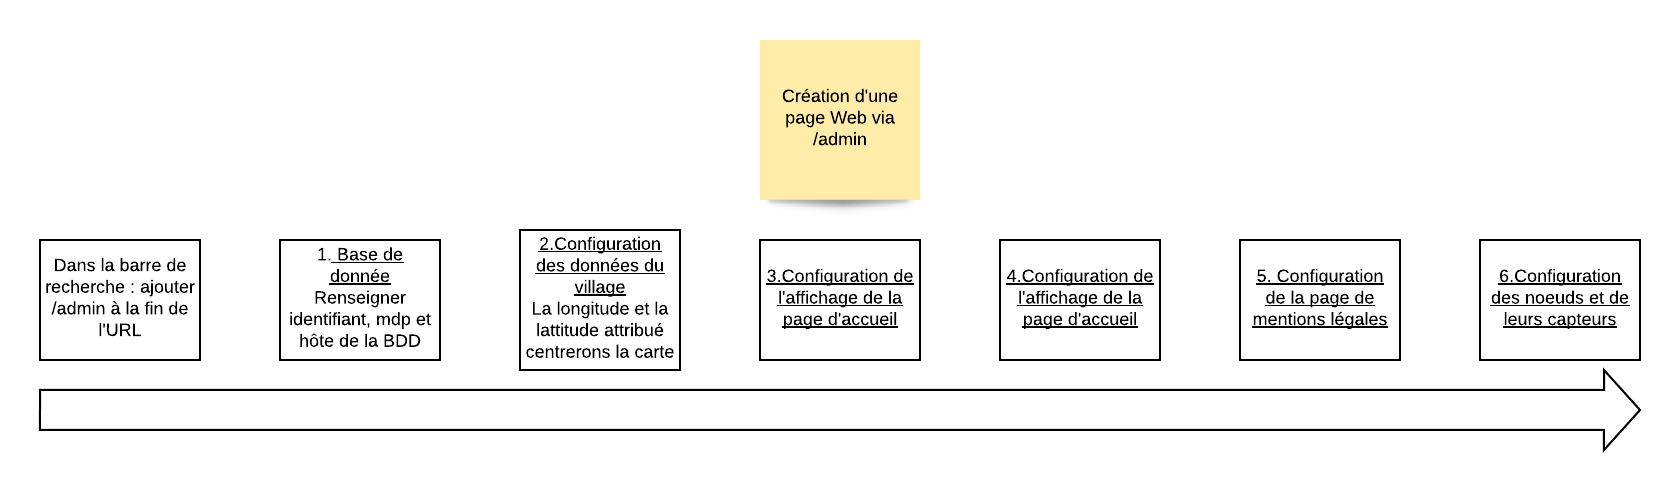 Création d'une
page Web via
/admin
Dans la barre de
recherche : ajouter
/admin à la fin de
l'URL
1. Base de
donnée
Renseigner
identifiant, mdp et
hôte de la BDD
2.Configuration
des données du
village
La longitude et la
lattitude attribué
centrerons la carte
3.Configuration de
l'affichage de la
page d'accueil
4.Configuration de
l'affichage de la
page d'accueil
5. Configuration
de la page de
mentions légales
6.Configuration
des noeuds et de
leurs capteurs